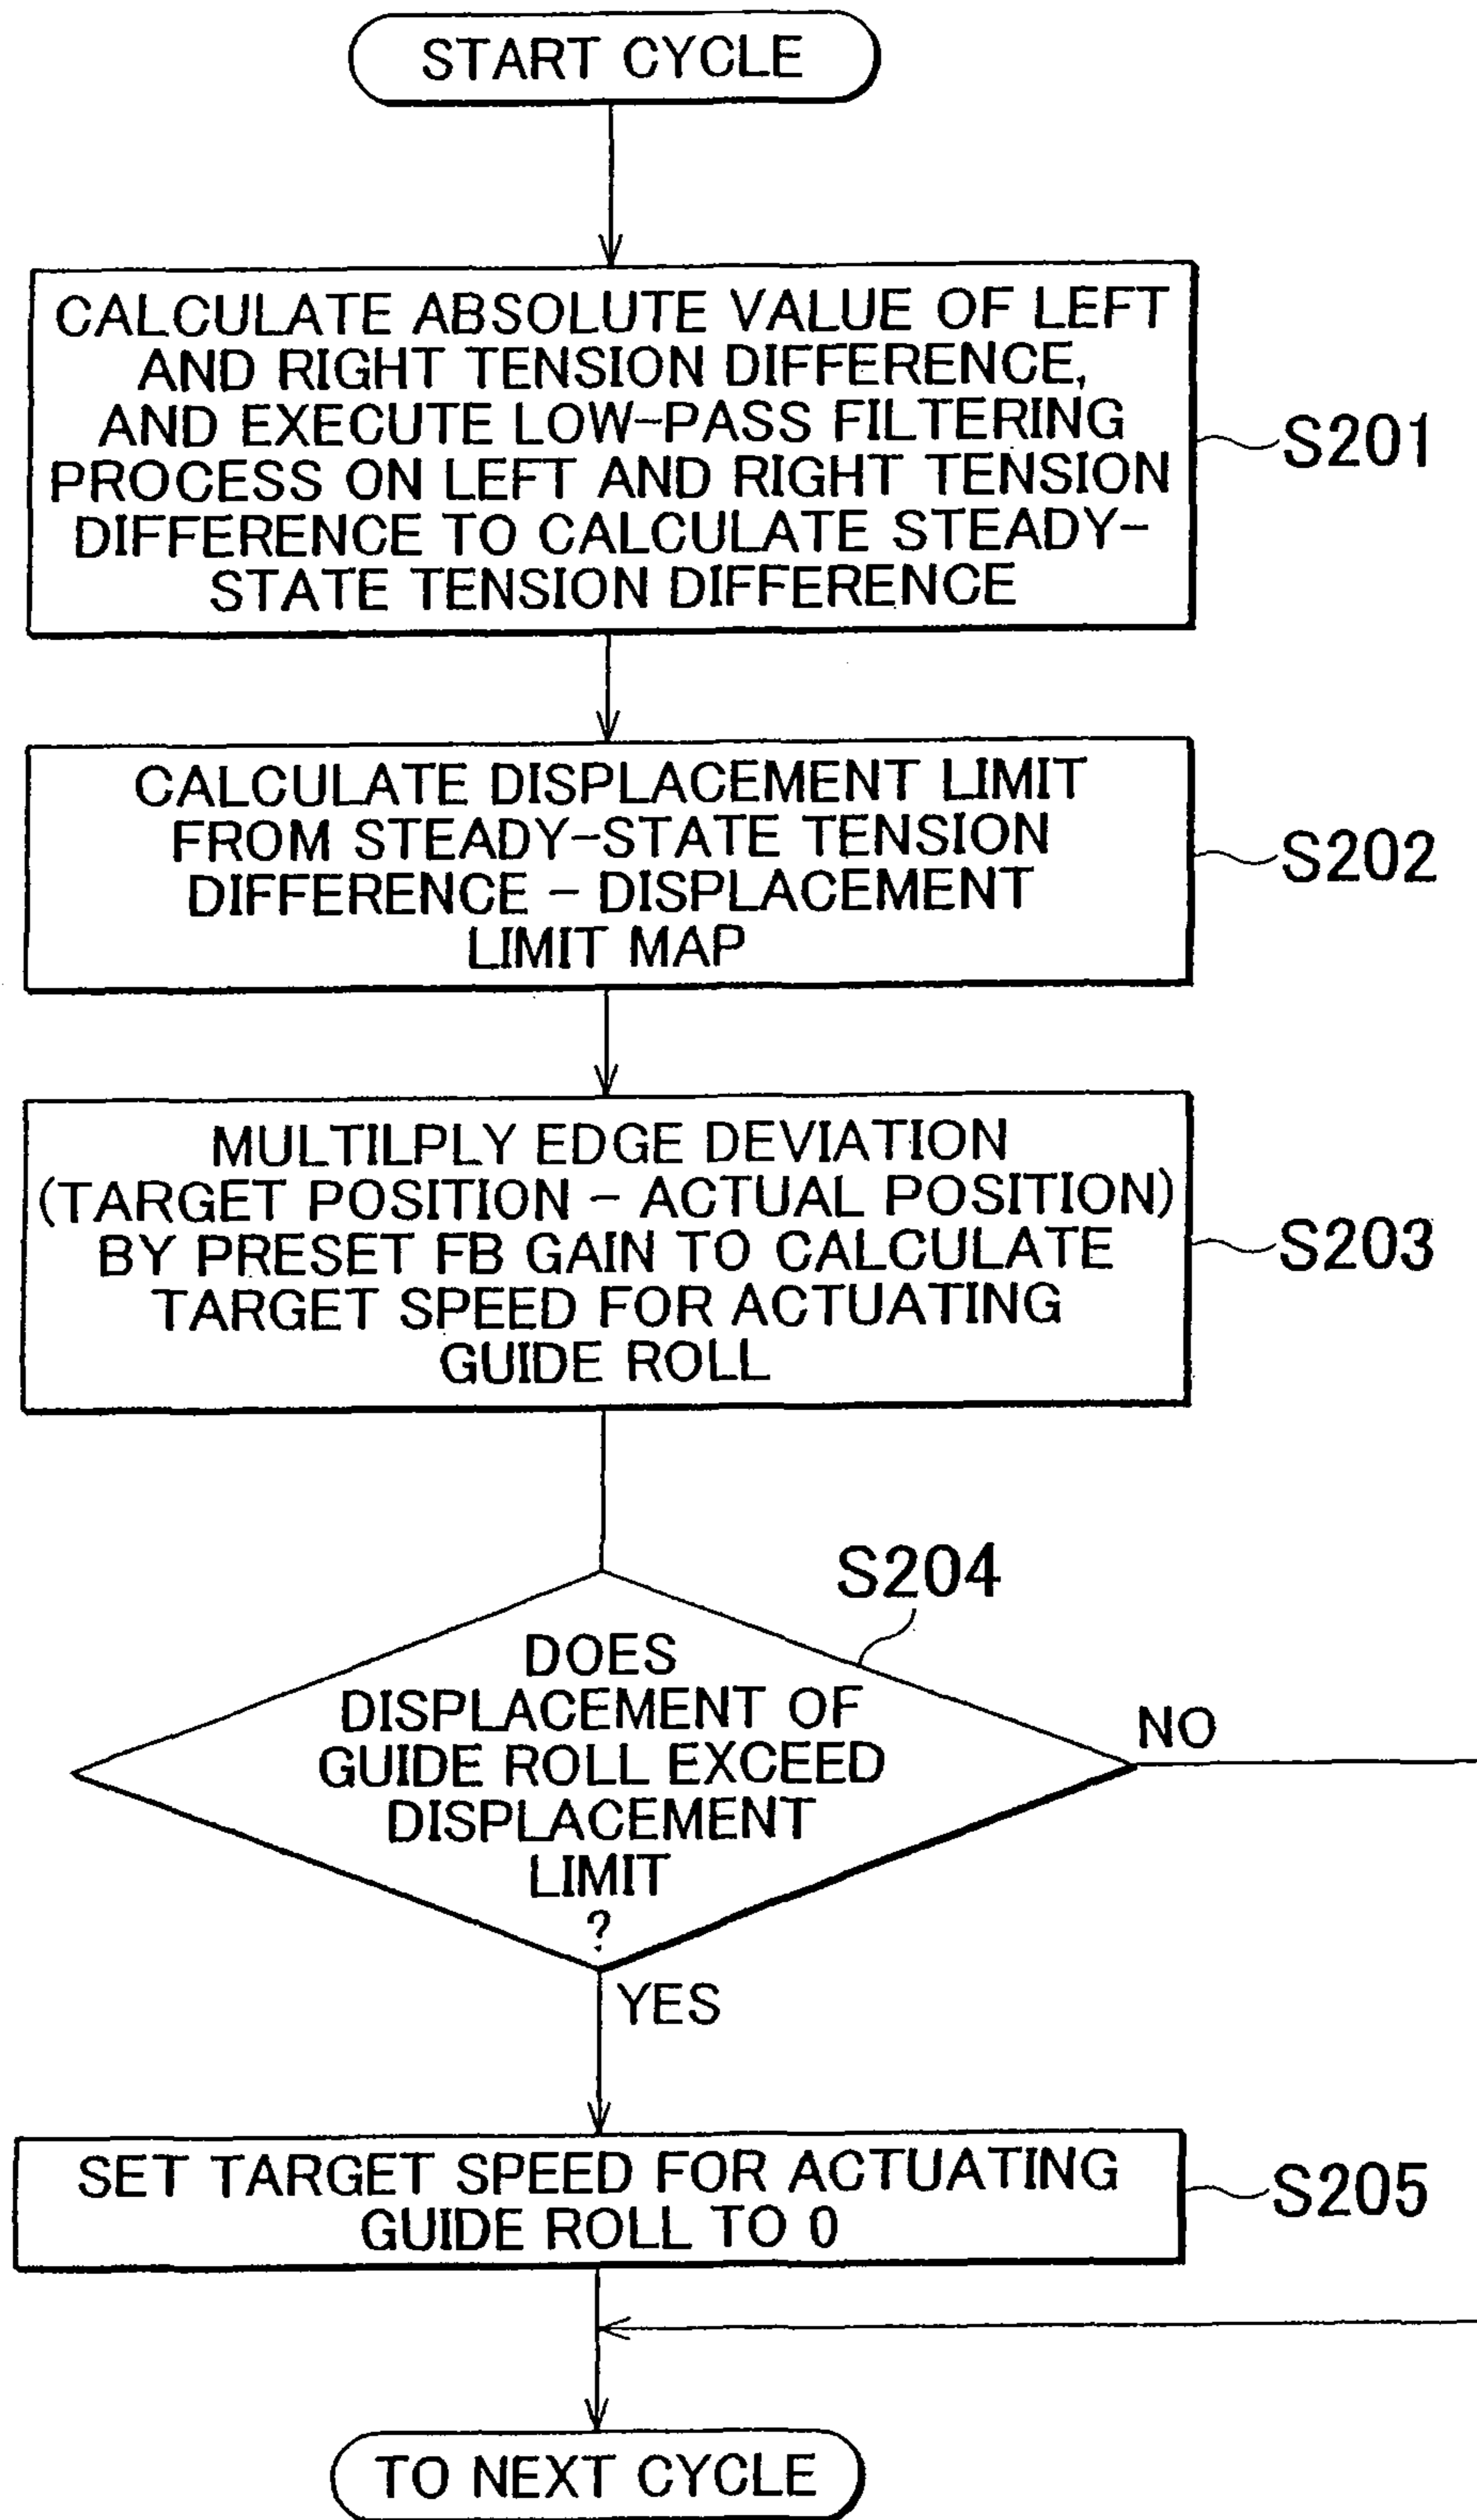 START CYCLE
CALCULATE ABSOLUTE VALUE OF LEFT
AND RIGHT TENSION DIFFERENCE,
AND EXECUTE LOW-PASS FILTERING
PROCESS ON LEFT AND RIGHT TENSION
DIFFERENCE TO CALCULATE STEADY-
STATE TENSION DIFFERENCE
S201
CALCULATE DISPLACEMENT LIMIT
FROM STEADY-STATE TENSION
DIFFERENCE - DISPLACEMENT
LIMIT MAP
S202
MULTILPLY EDGE DEVIATION
(TARGET POSITION - ACTUAL POSITION)
BY PRESET FB GAIN TO CALCULATE
TARGET SPEED FOR ACTUATING
GUIDE ROLL
S203
S204
DOES
DISPLACEMENT OF
GUIDE ROLL EXCEED
DISPLACEMENT
LIMIT
?
NO
YES
SET TARGET SPEED FOR ACTUATING
GUIDE ROLL TO 0
S205
TO NEXT CYCLE